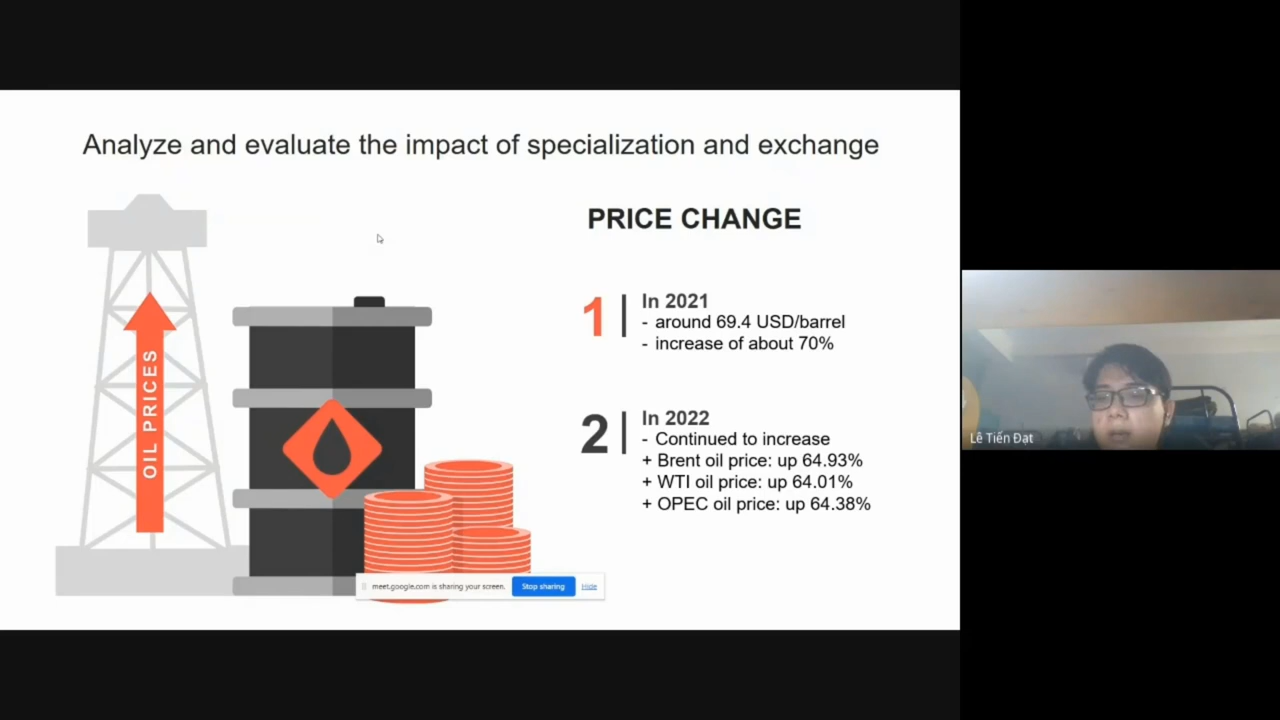 Analyze and evaluate the impact of specialization and exchange
PRICE CHANGE
OIL PRICES
1
In 2021
- around 69.4 USD/barrel
- increase of about 70%
2
In 2022
- Continued to increase
+ Brent oil price: up 64.93%
+ WTI oil price: up 64.01%
+ OPEC oil price: up 64.38%
meet.google.com is sharing your screen. Stop sharing Hide
Lê Tiến Đạt